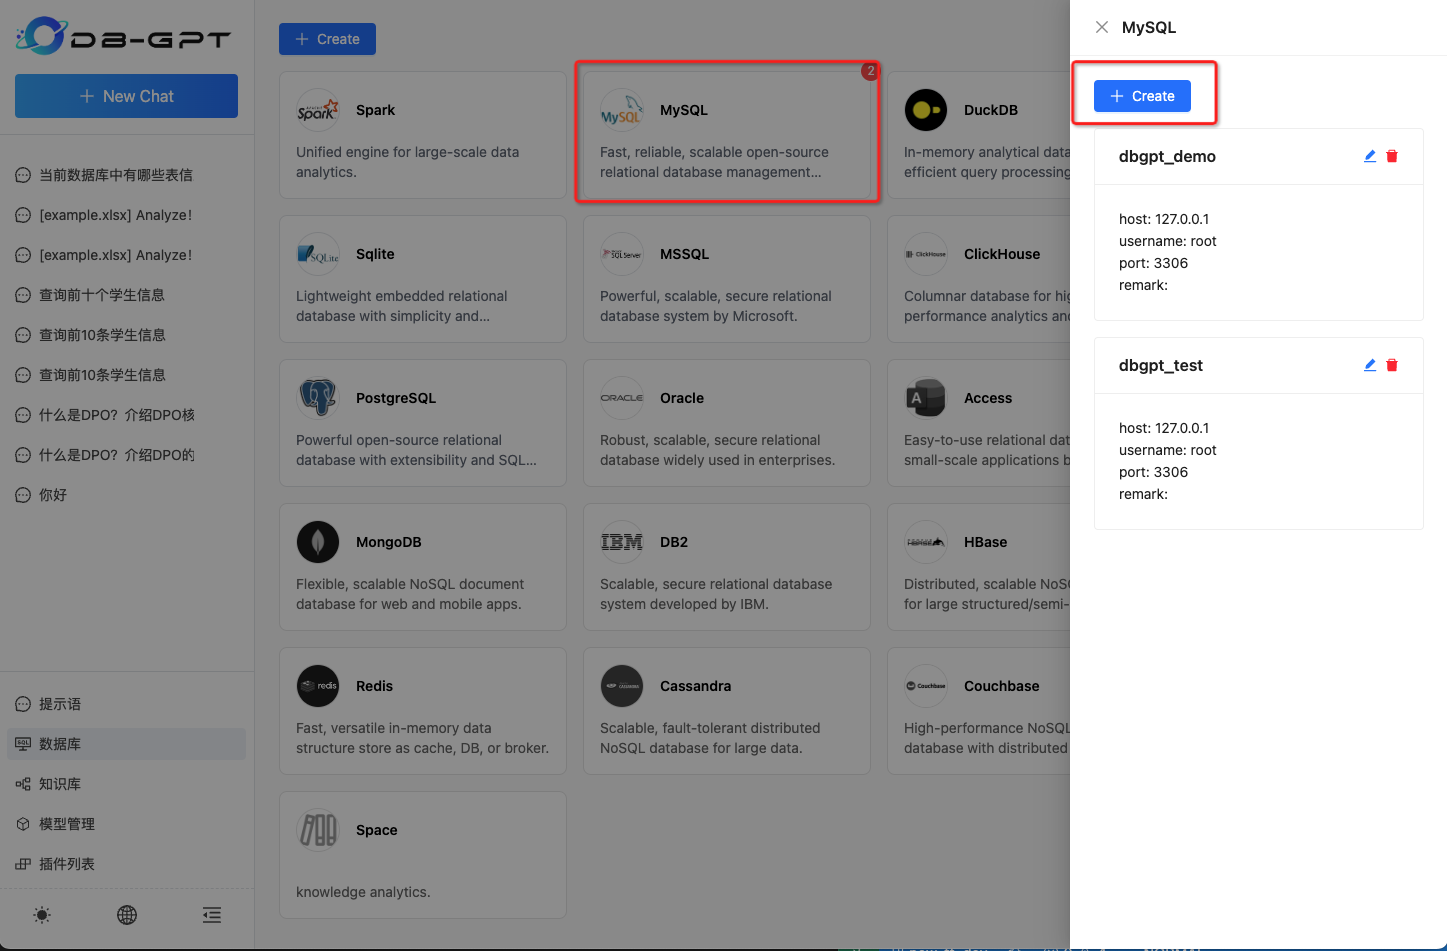 DB-GPT
New Chat
当前数据库中有哪些表信
[example.xlsx] Analyze!
[example.xlsx] Analyze!
查询前十个学生信息
查询前10条学生信息
查询前10条学生信息
什么是DPO？介绍DPO核
什么是DPO？介绍DPO的
你好
提示语
数据库
知识库
模型管理
插件列表
Create
Spark
Unified engine for large-scale data
analytics.
2
MySQL
MySQL
Fast, reliable, scalable open-source
relational database management...
DuckDB
In-memory analytical data
efficient query processing
SQLite
Sqlite
Lightweight embedded relational
database with simplicity and...
SQL Server
MSSQL
Powerful, scalable, secure relational
database system by Microsoft.
ClickHouse
ClickHouse
Columnar database for hig
performance analytics and
PostgreSQL
Powerful open-source relational
database with extensibility and SQL...
ORACLE
Oracle
Robust, scalable, secure relational
database widely used in enterprises.
A
Access
Easy-to-use relational dat
small-scale applications b
MongoDB
Flexible, scalable NoSQL document
database for web and mobile apps.
IBM
DB2
Scalable, secure relational database
system developed by IBM.
HBase
Distributed, scalable NoS
for large structured/semi-
redis
Redis
Fast, versatile in-memory data
structure store as cache, DB, or broker.
Cassandra
Scalable, fault-tolerant distributed
NoSQL database for large data.
Couchbase
Couchbase
High-performance NoSQL
database with distributed
Space
knowledge analytics.
MySQL
Create
dbgpt_demo
host: 127.0.0.1
username: root
port: 3306
remark:
dbgpt_test
host: 127.0.0.1
username: root
port: 3306
remark: